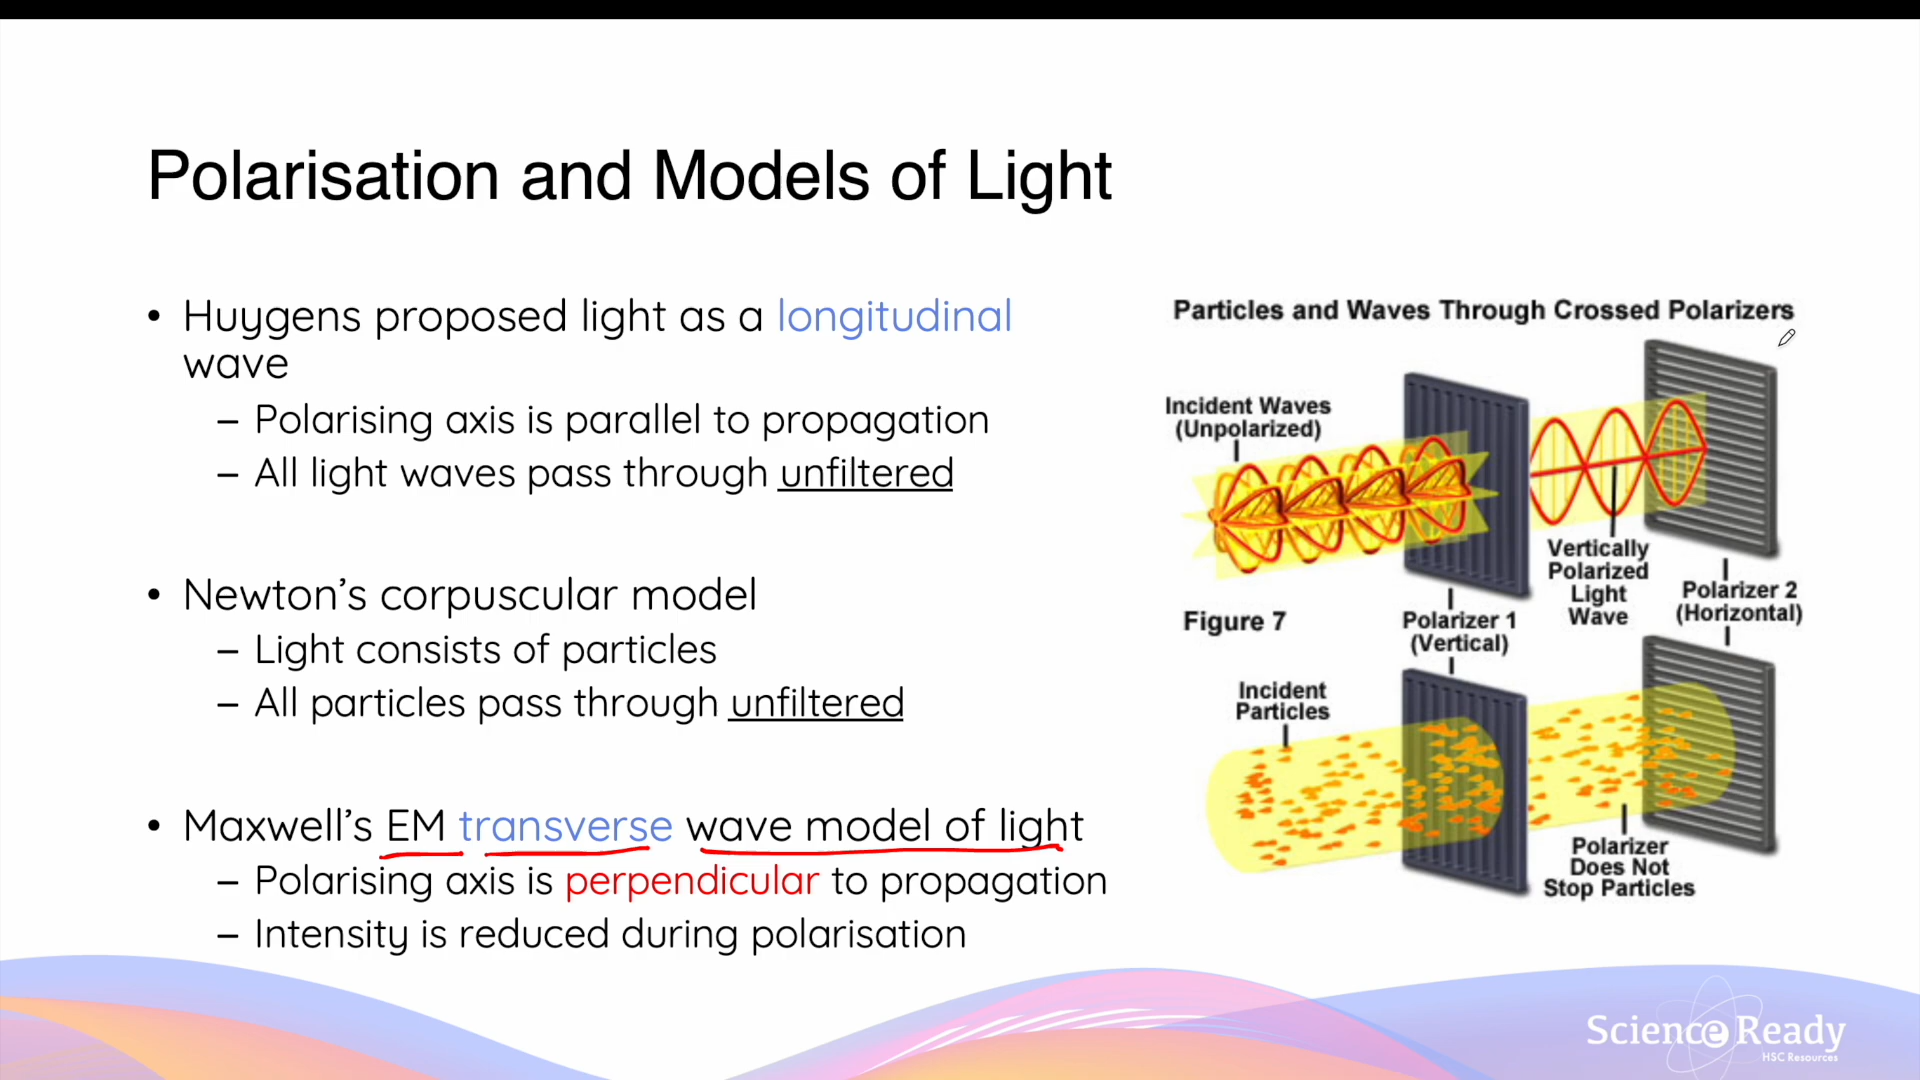 Polarisation and Models of Light
• Huygens proposed light as a longitudinal
wave
– Polarising axis is parallel to propagation
– All light waves pass through unfiltered
• Newton's corpuscular model
– Light consists of particles
– All particles pass through unfiltered
• Maxwell's EM transverse wave model of light
– Polarising axis is perpendicular to propagation
– Intensity is reduced during polarisation
Particles and Waves Through Crossed Polarizers
Incident Waves
(Unpolarized)
Vertically
Polarized
Light
Wave
Polarizer 2
(Horizontal)
Figure 7
Polarizer 1
(Vertical)
Incident
Particles
Polarizer
Does Not
Stop Particles
Science Ready
HSC Resources